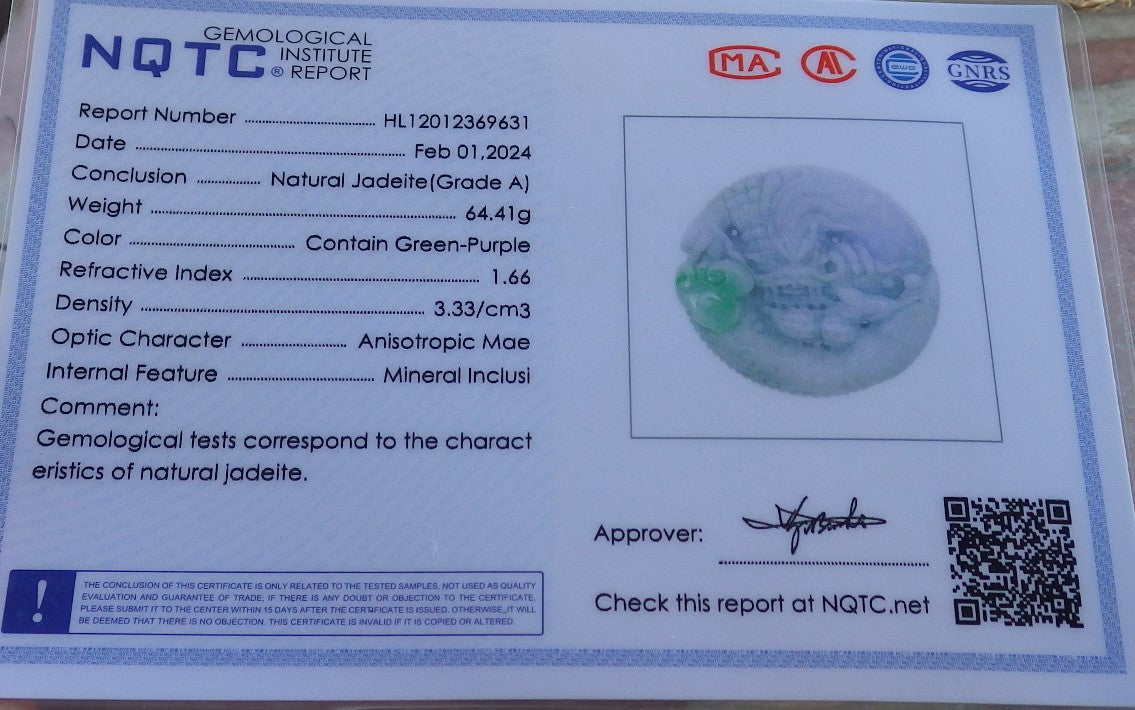 NQTC® GEMOLOGICAL
INSTITUTE
REPORT
MA
GNRS
Report Number ........ HL12012369631
Date ........ Feb 01,2024
Conclusion ........ Natural Jadeite(Grade A)
Weight ........ 64.41g
Color ........ Contain Green-Purple
Refractive Index ........ 1.66
Density ........ 3.33/cm3
Optic Character ........ Anisotropic Mae
Internal Feature ........ Mineral Inclusi
Comment:
Gemological tests correspond to the charact
eristics of natural jadeite.
!
THE CONCLUSION OF THIS CERTIFICATE IS ONLY RELATED TO THE TESTED SAMPLES. NOT USED AS QUALITY
EVALUATION AND GUARANTEE OF TRADE; IF THERE IS ANY DOUBT OR OBJECTION TO THE CERTIFICATE,
PLEASE SUBMIT IT TO THE CENTER WITHIN 15 DAYS AFTER THE CERTIFICATE IS ISSUED. OTHERWISE, IT WILL
BE DEEMED THAT THERE IS NO OBJECTION. THIS CERTIFICATE IS INVALID IF IT IS COPIED OR ALTERED.
Approver:
Check this report at NQTC.net